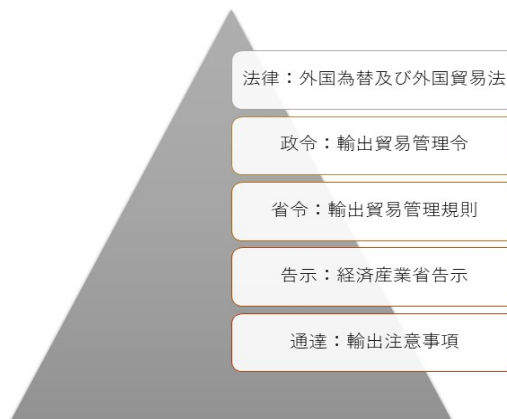 法律：外国為替及び外国貿易法
政令：輸出貿易管理令
省令：輸出貿易管理規則
告示：経済産業省告示
通達：輸出注意事項